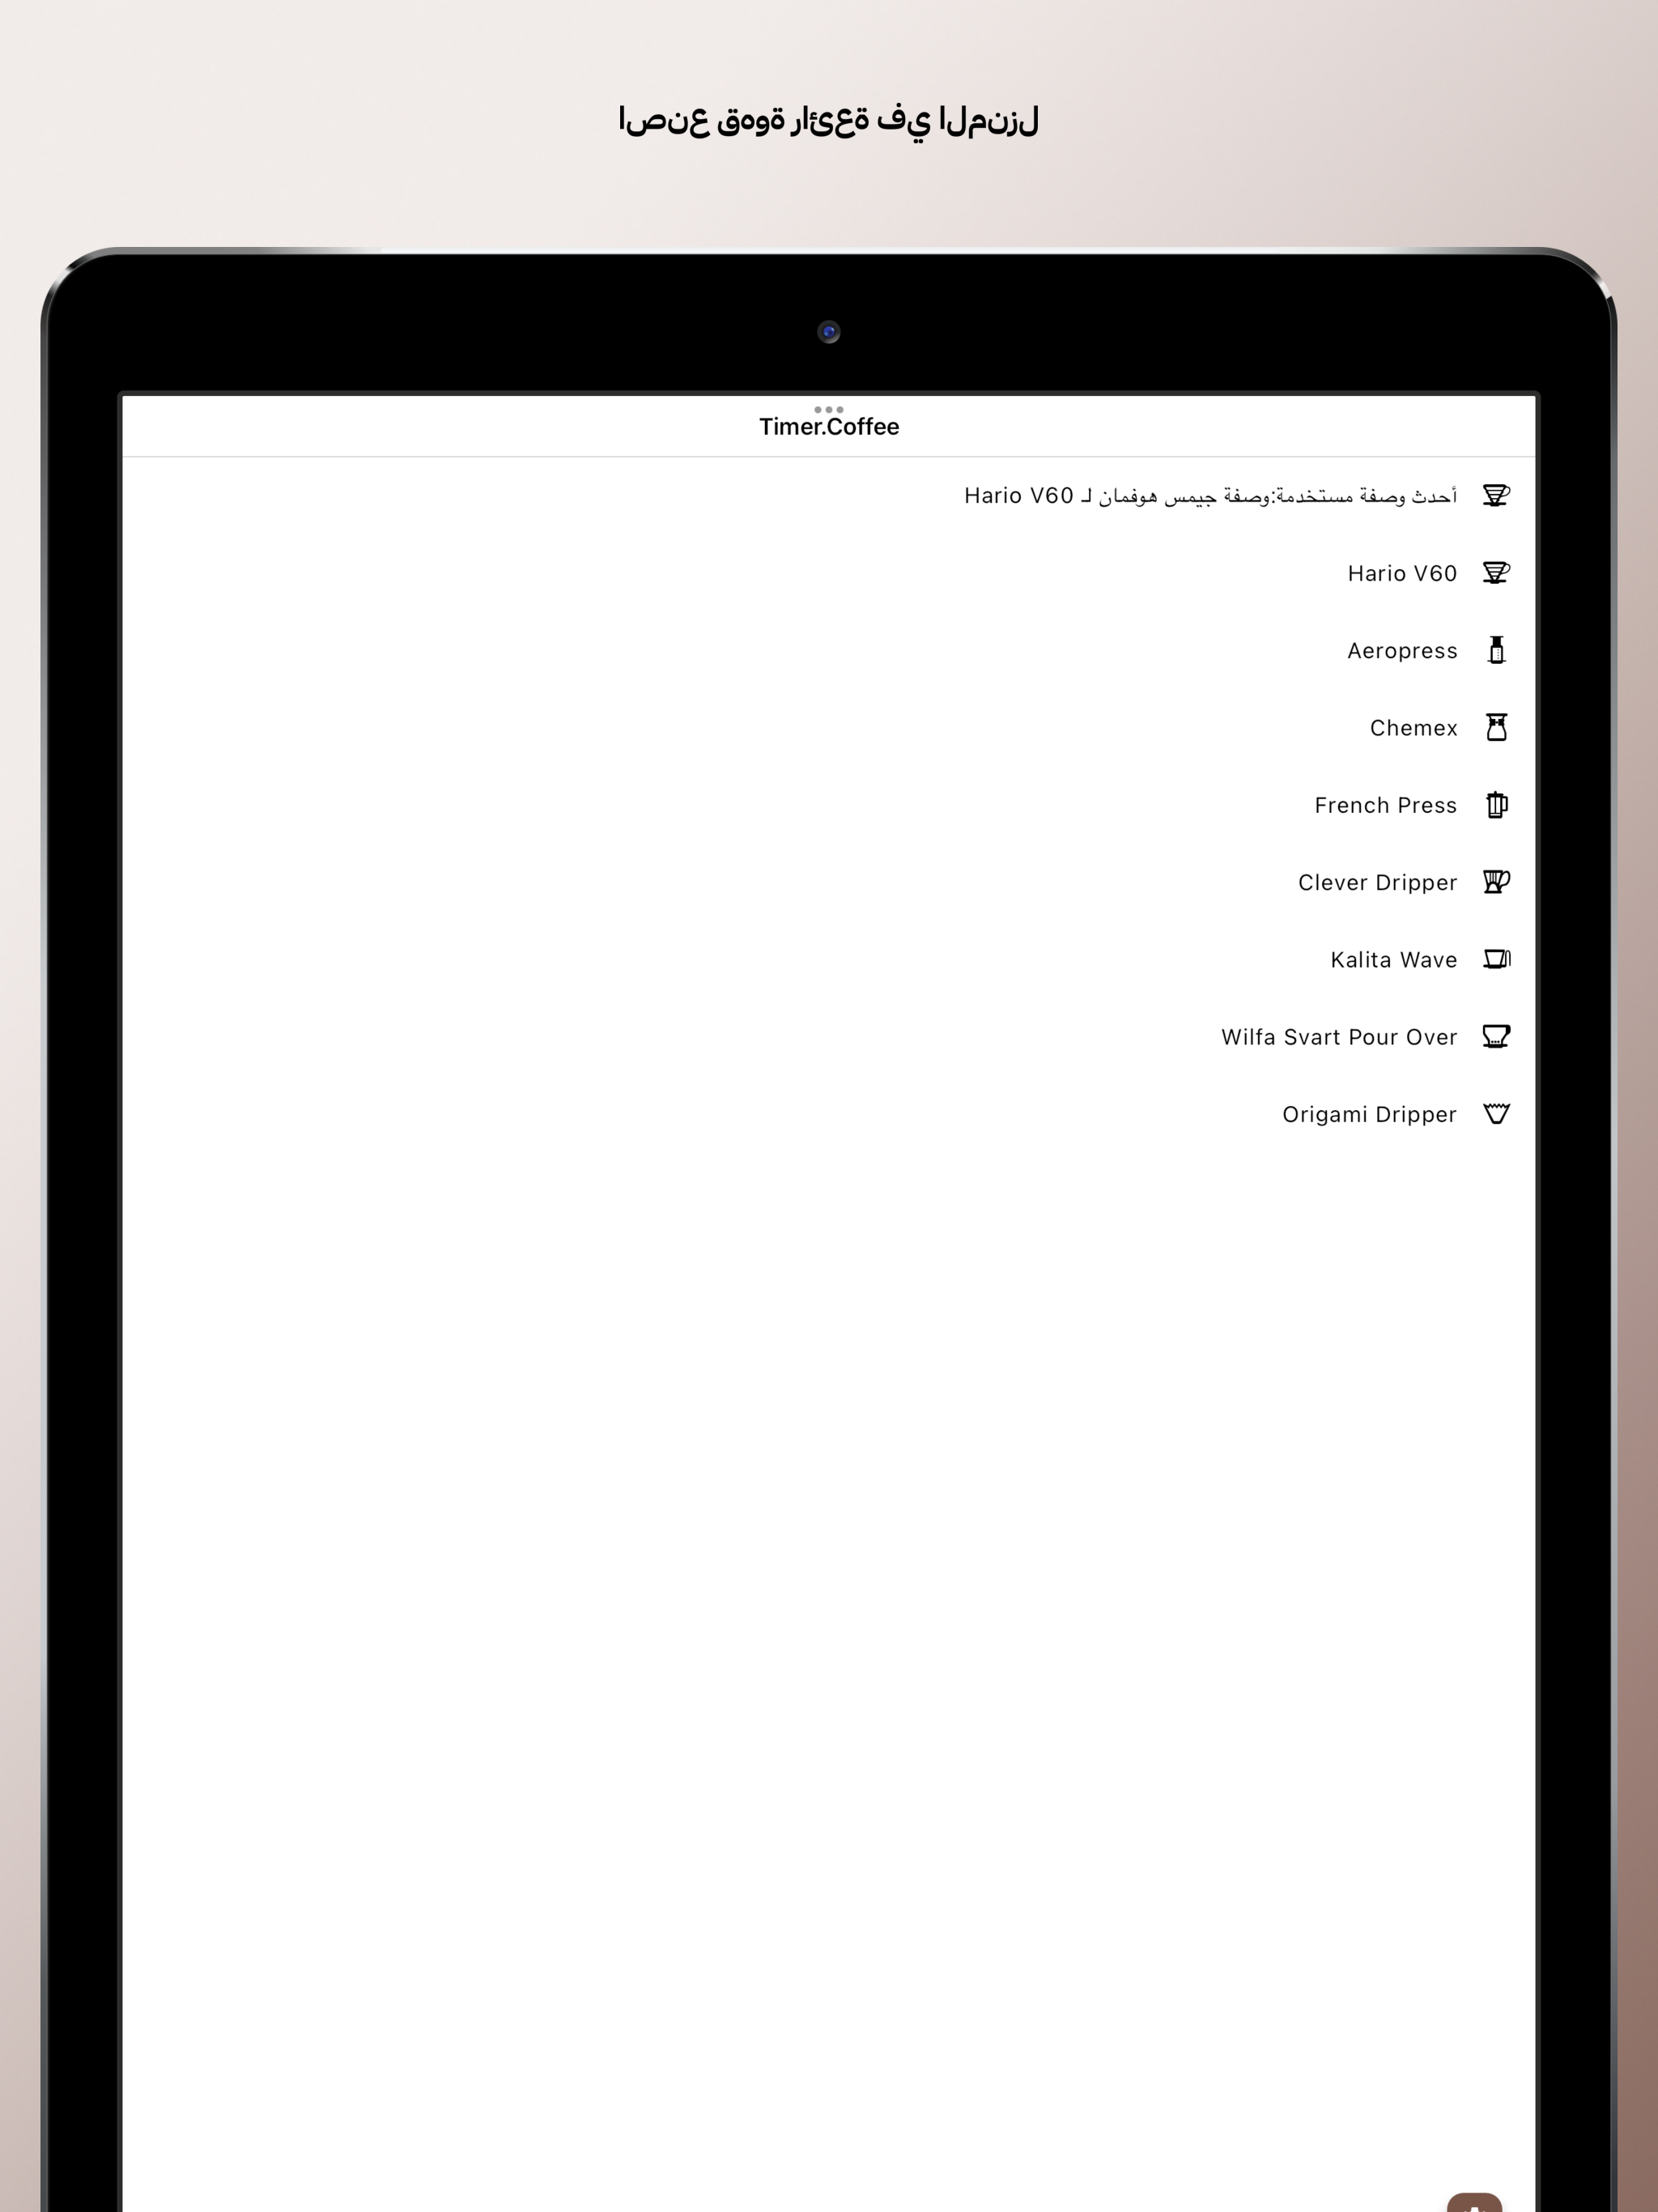 اصنع قهوة رائعة في المنزل
Timer.Coffee
أحدث وصفة مستخدمة:وصفة جيمس هوفمان لـ Hario V60
Hario V60
Aeropress
Chemex
French Press
Clever Dripper
Kalita Wave
Wilfa Svart Pour Over
Origami Dripper